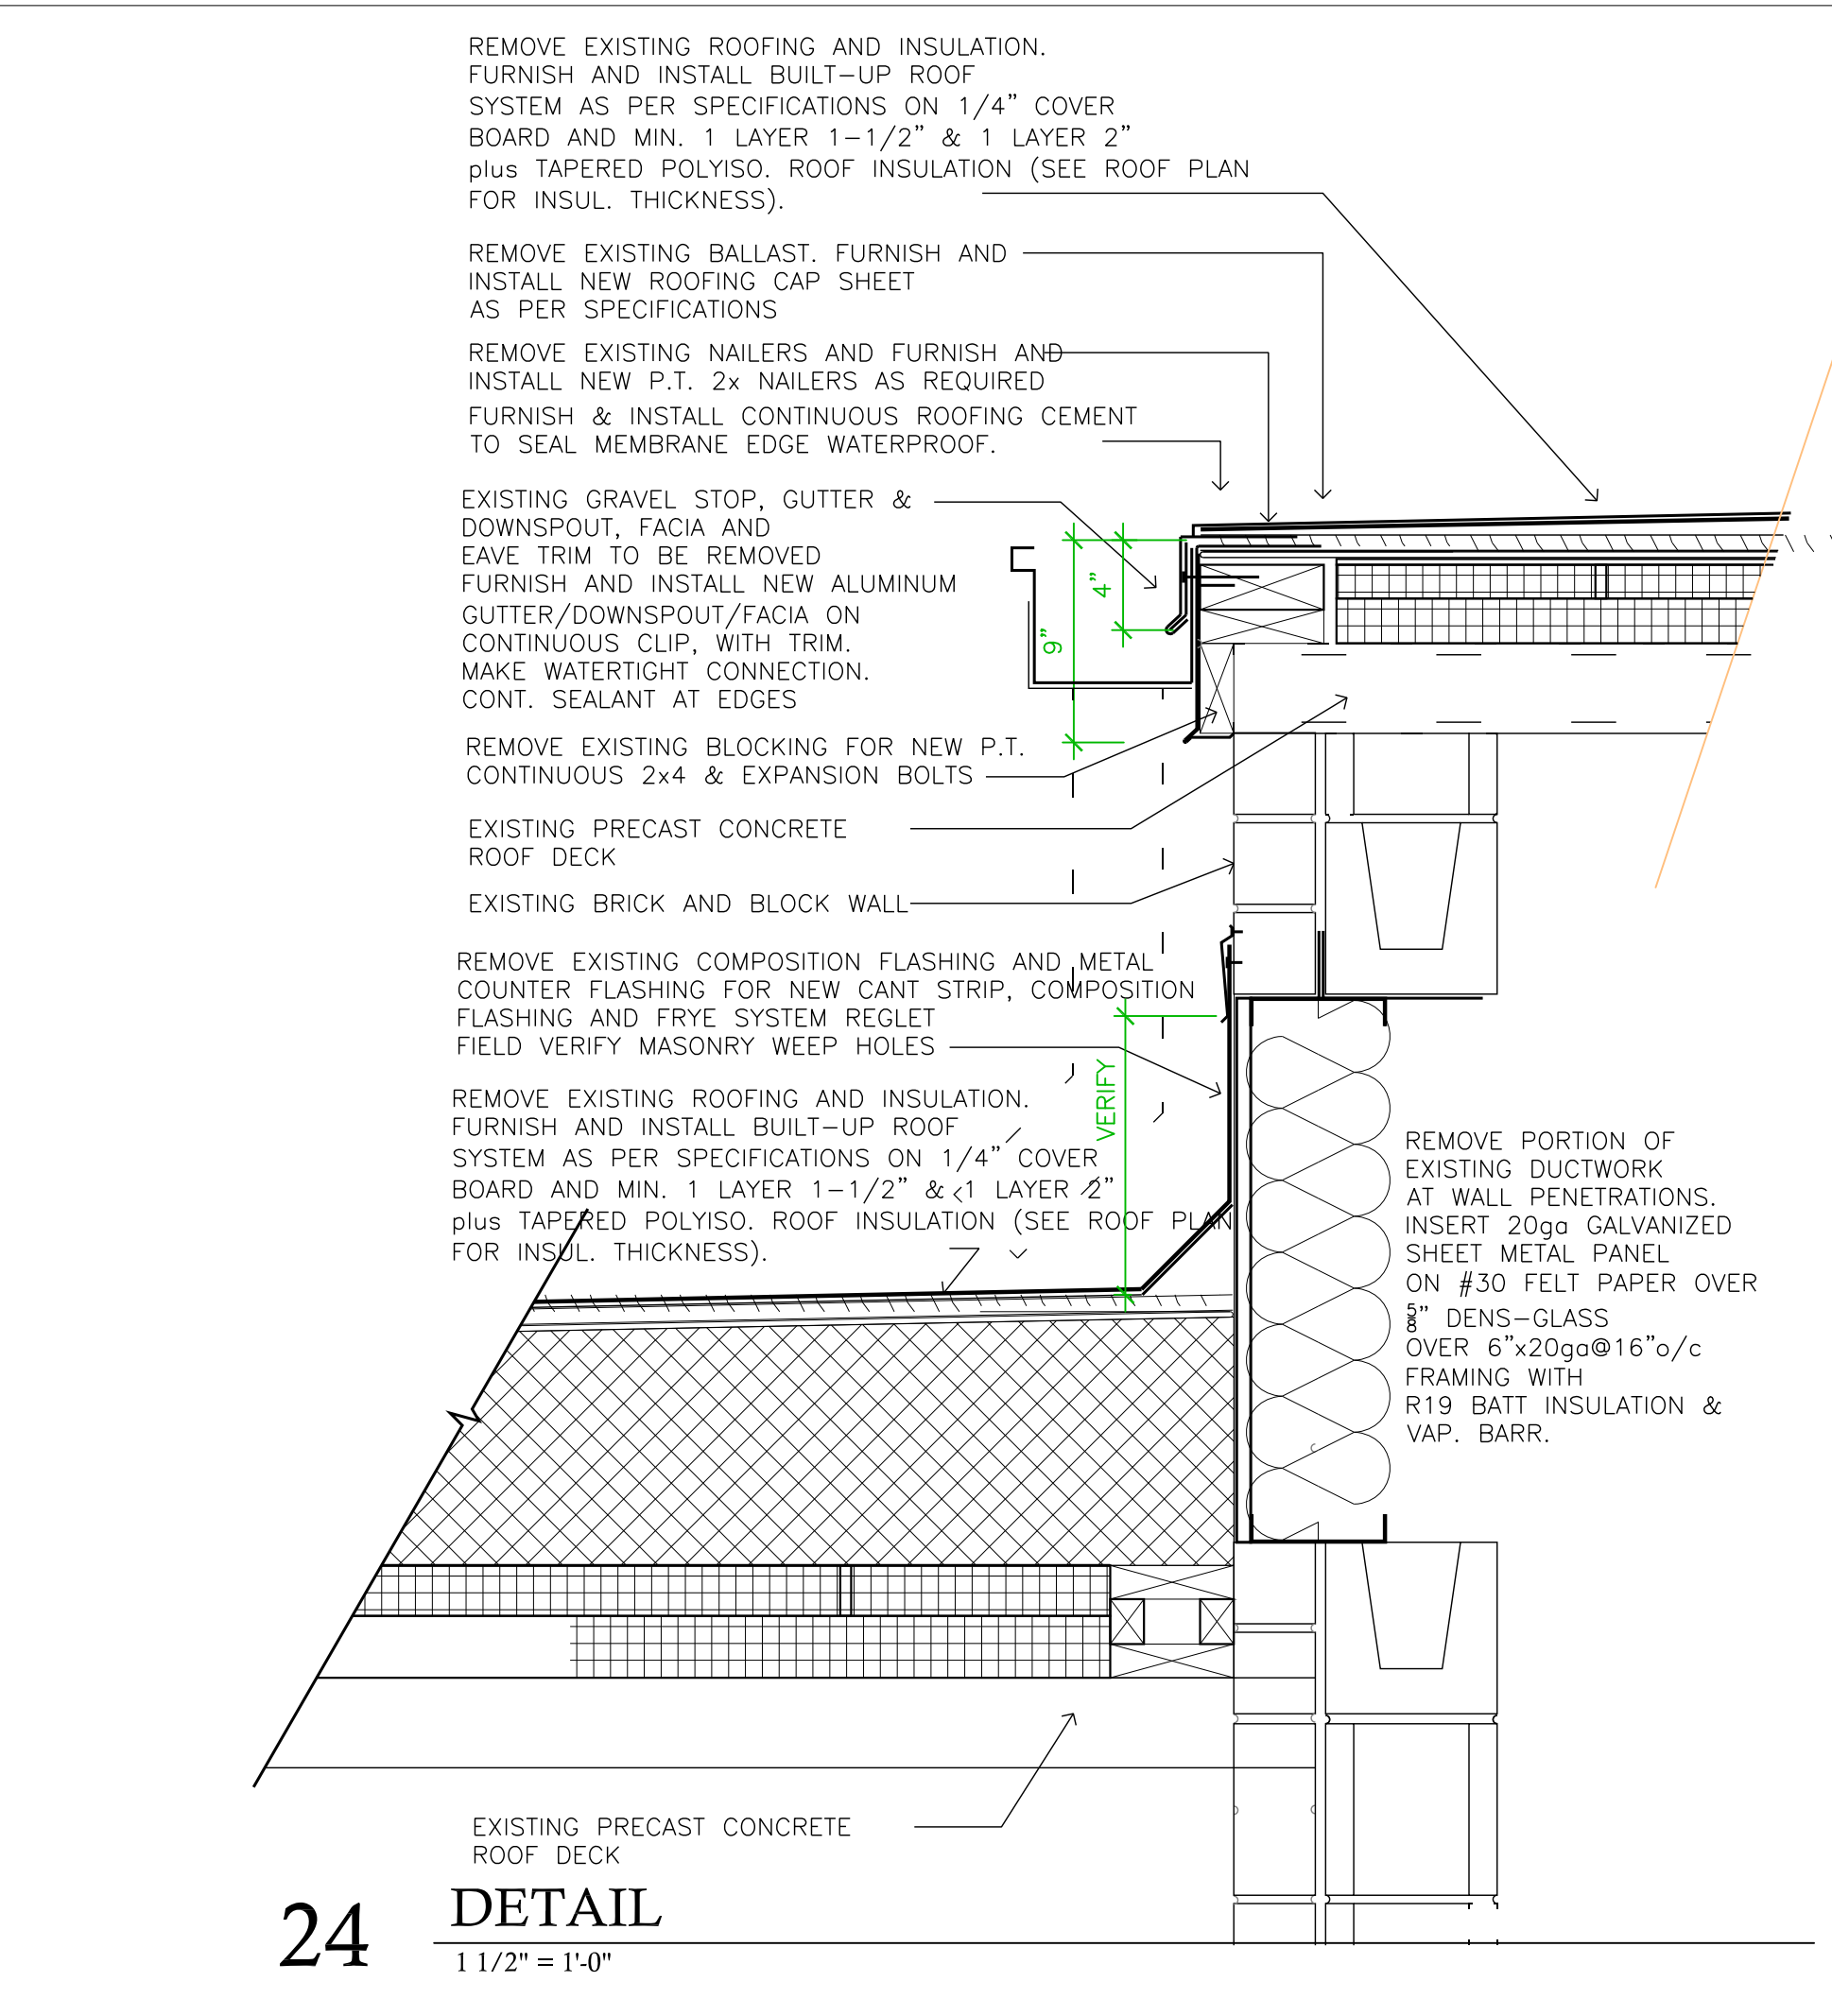 REMOVE EXISTING ROOFING AND INSULATION.
FURNISH AND INSTALL BUILT-UP ROOF
SYSTEM AS PER SPECIFICATIONS ON 1/4" COVER
BOARD AND MIN. 1 LAYER 1-1/2" & 1 LAYER 2"
plus TAPERED POLYISO. ROOF INSULATION (SEE ROOF PLAN
FOR INSUL. THICKNESS).
REMOVE EXISTING BALLAST. FURNISH AND
INSTALL NEW ROOFING CAP SHEET
AS PER SPECIFICATIONS
REMOVE EXISTING NAILERS AND FURNISH AND
INSTALL NEW P.T. 2x NAILERS AS REQUIRED
FURNISH & INSTALL CONTINUOUS ROOFING CEMENT
TO SEAL MEMBRANE EDGE WATERPROOF.
EXISTING GRAVEL STOP, GUTTER &
DOWNSPOUT, FACIA AND
EAVE TRIM TO BE REMOVED
FURNISH AND INSTALL NEW ALUMINUM
GUTTER/DOWNSPOUT/FACIA ON
CONTINUOUS CLIP, WITH TRIM.
MAKE WATERTIGHT CONNECTION.
CONT. SEALANT AT EDGES
4"
9"
REMOVE EXISTING BLOCKING FOR NEW P.T.
CONTINUOUS 2x4 & EXPANSION BOLTS
EXISTING PRECAST CONCRETE
ROOF DECK
EXISTING BRICK AND BLOCK WALL
REMOVE EXISTING COMPOSITION FLASHING AND METAL
COUNTER FLASHING FOR NEW CANT STRIP, COMPOSITION
FLASHING AND FRYE SYSTEM REGLET
FIELD VERIFY MASONRY WEEP HOLES
VERIFY
REMOVE EXISTING ROOFING AND INSULATION.
FURNISH AND INSTALL BUILT-UP ROOF
SYSTEM AS PER SPECIFICATIONS ON 1/4" COVER
BOARD AND MIN. 1 LAYER 1-1/2" & 1 LAYER 2"
plus TAPERED POLYISO. ROOF INSULATION (SEE ROOF PLAN
FOR INSUL. THICKNESS).
REMOVE PORTION OF
EXISTING DUCTWORK
AT WALL PENETRATIONS.
INSERT 20ga GALVANIZED
SHEET METAL PANEL
ON #30 FELT PAPER OVER
5/8" DENS-GLASS
OVER 6"x20ga@16"o/c
FRAMING WITH
R19 BATT INSULATION &
VAP. BARR.
EXISTING PRECAST CONCRETE
ROOF DECK
24 DETAIL
1 1/2" = 1'-0"